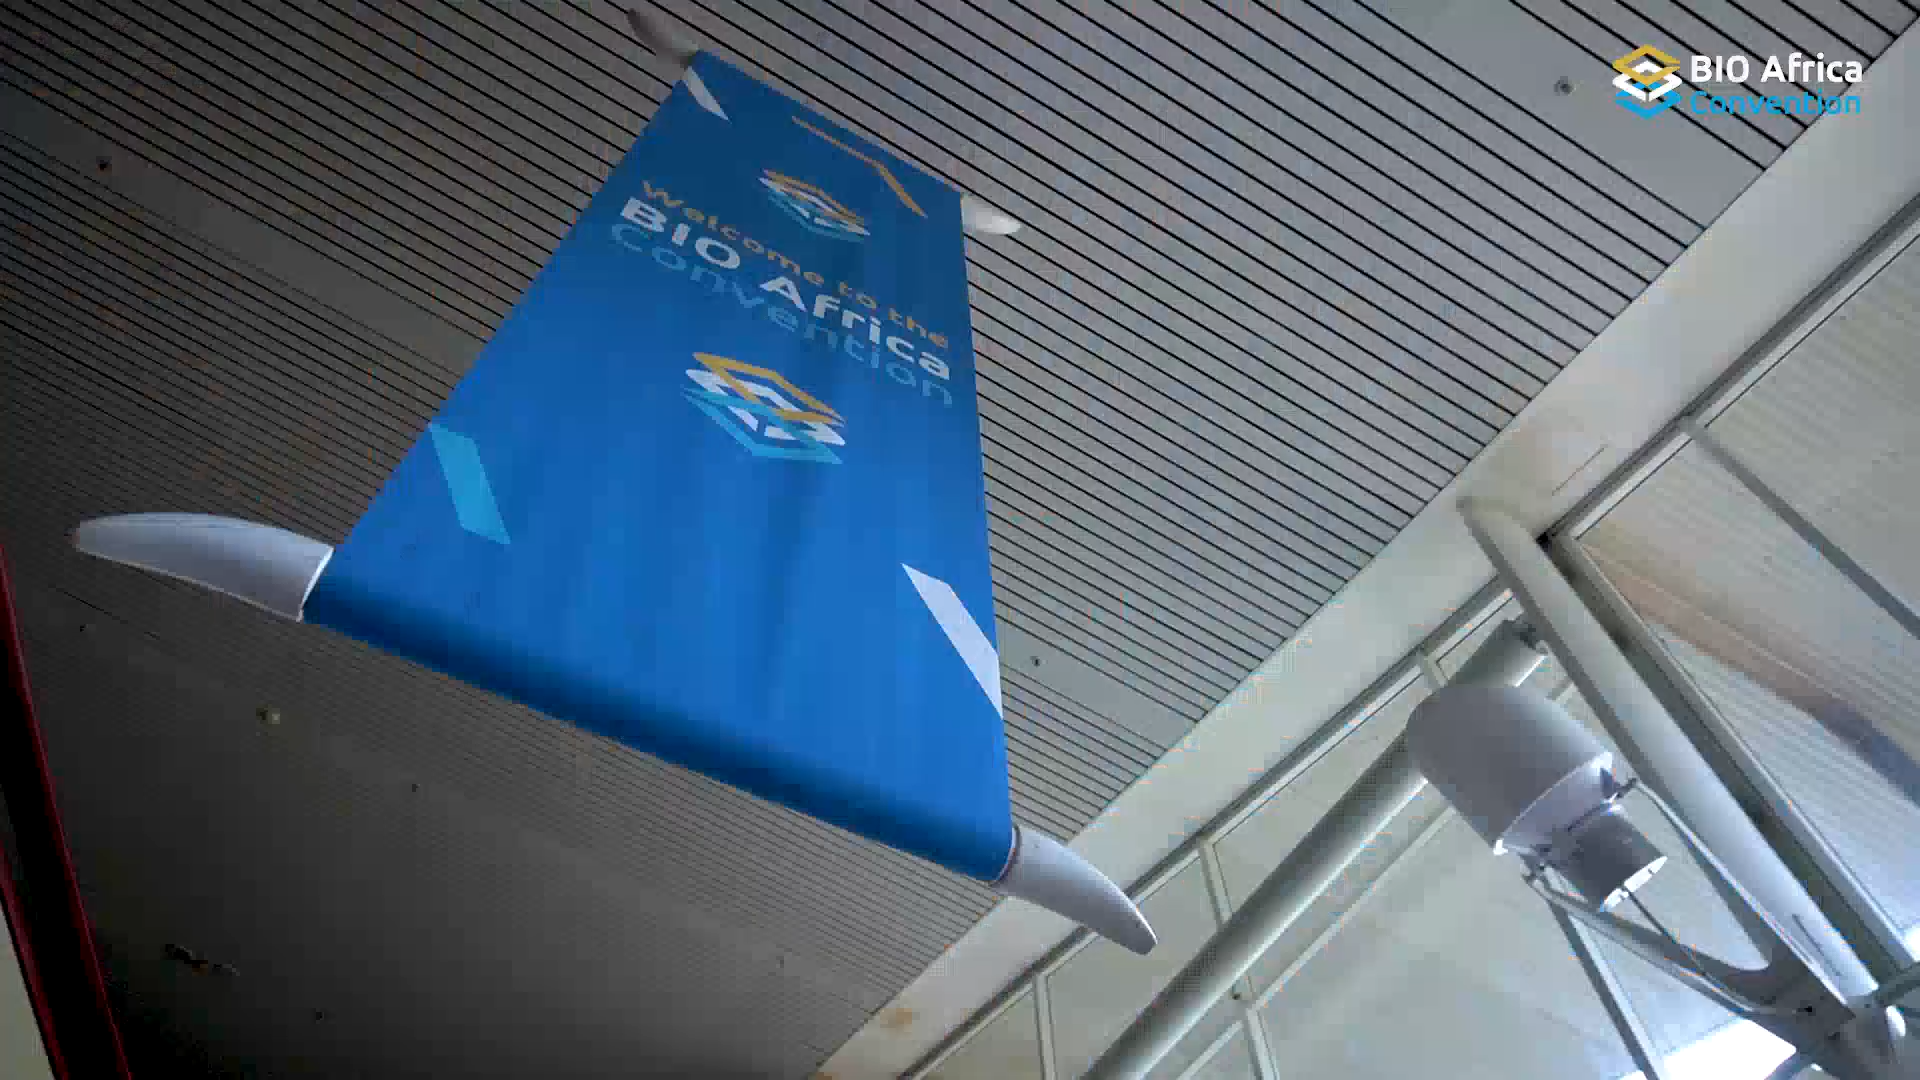 BIO Africa
Convention
Welcome to the
BIO Africa
Convention